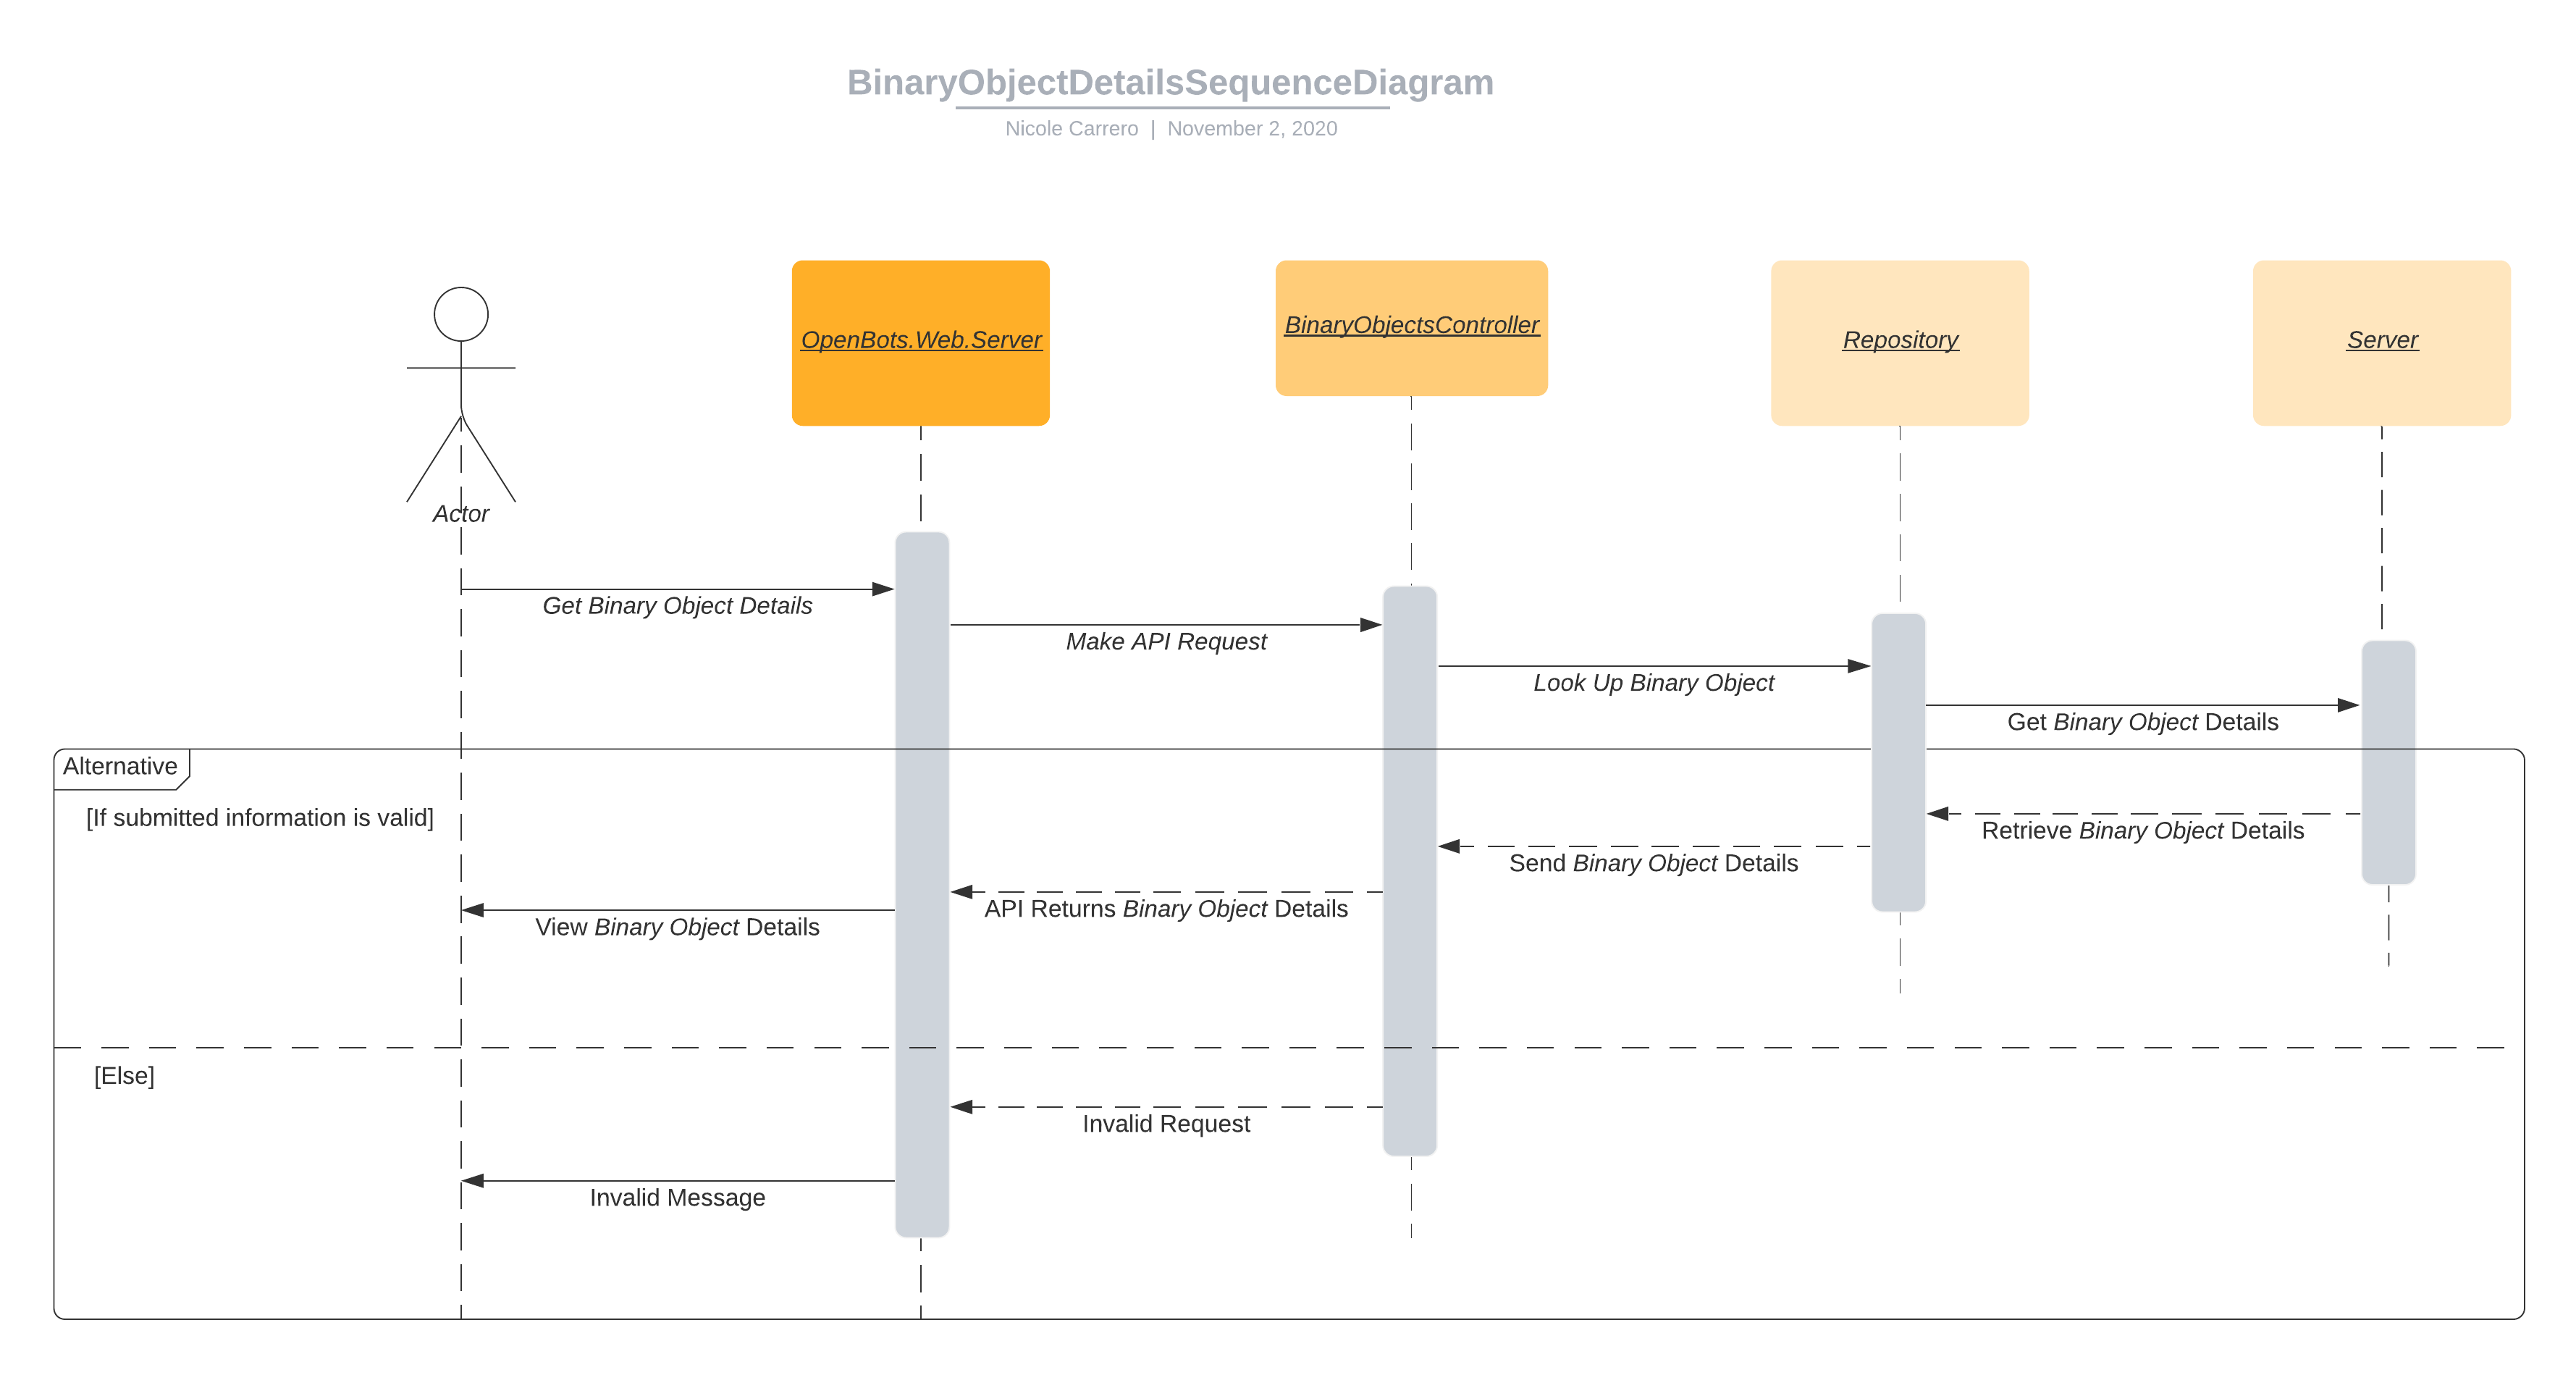 BinaryObjectDetailsSequenceDiagram
Nicole Carrero | November 2, 2020
OpenBots.Web.Server
BinaryObjectsController
Repository
Server
Actor
Get Binary Object Details
Make API Request
Look Up Binary Object
Get Binary Object Details
Alternative
[If submitted information is valid]
Retrieve Binary Object Details
Send Binary Object Details
API Returns Binary Object Details
View Binary Object Details
[Else]
Invalid Request
Invalid Message